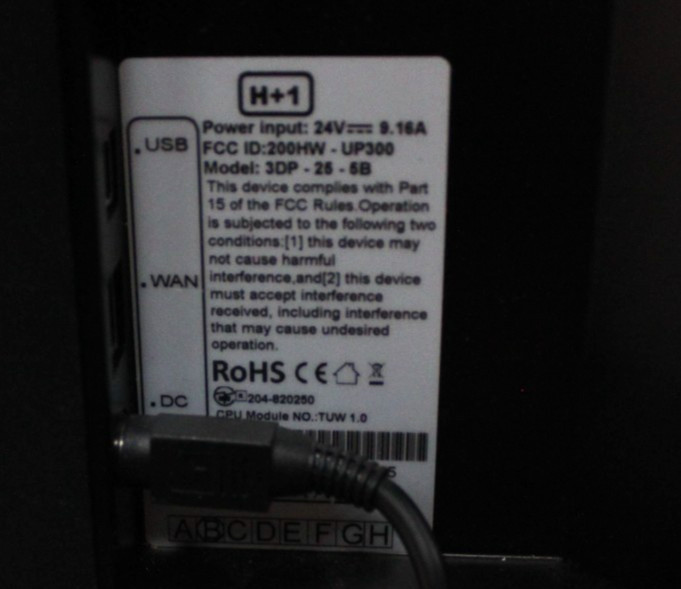 H+1
Power input: 24V⎓ 9.16A
FCC ID:200HW - UP300
Model: 3DP - 25 - 5B
This device complies with Part
15 of the FCC Rules.Operation
is subjected to the following two
conditions:[1] this device may
not cause harmful
interference,and[2] this device
must accept interference
received, including interference
that may cause undesired
operation.
RoHS CE
204-820250
CPU Module NO.:TUW 1.0
.USB
.WAN
.DC
ABCDEFGH